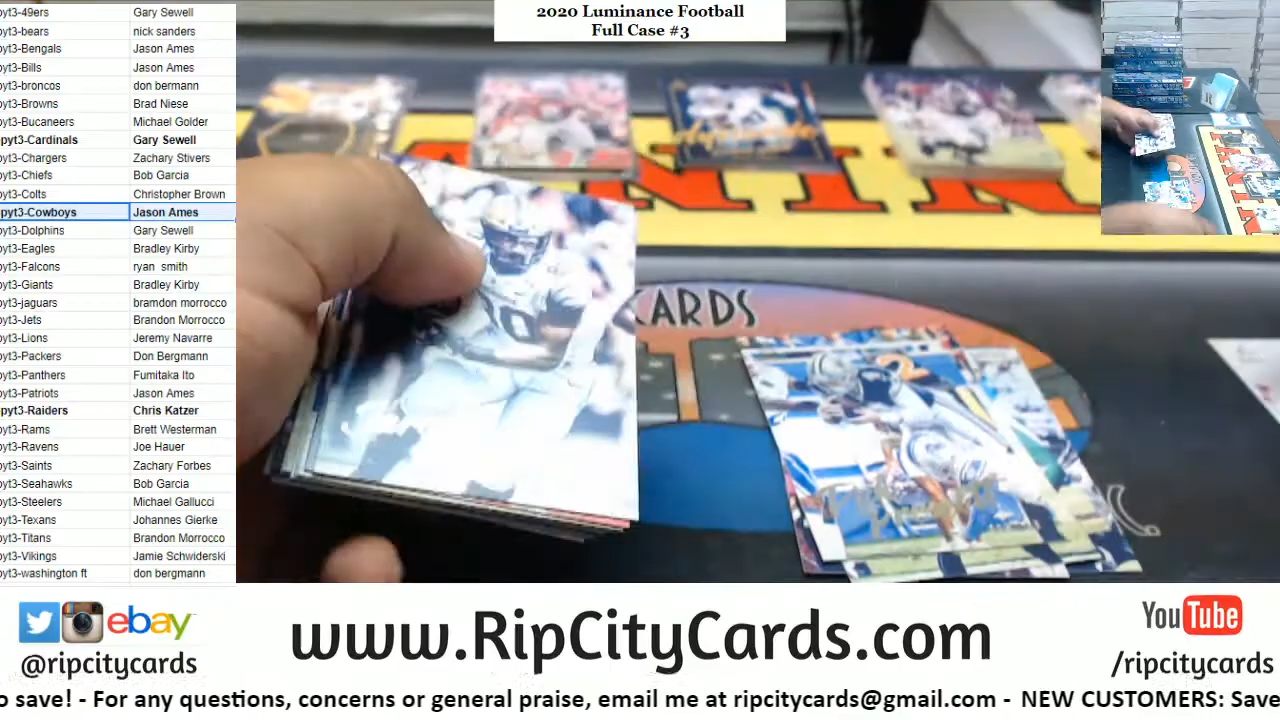 2020 Luminance Football
Full Case #3
pyt3-49ers Gary Sewell
pyt3-bears nick sanders
pyt3-Bengals Jason Ames
pyt3-Bills Jason Ames
pyt3-broncos don bermann
pyt3-Browns Brad Niese
pyt3-Bucaneers Michael Golder
pyt3-Cardinals Gary Sewell
pyt3-Chargers Zachary Stivers
pyt3-Chiefs Bob Garcia
pyt3-Colts Christopher Brown
pyt3-Cowboys Jason Ames
pyt3-Dolphins Gary Sewell
pyt3-Eagles Bradley Kirby
pyt3-Falcons ryan smith
pyt3-Giants Bradley Kirby
pyt3-jaguars bramdon morrocco
pyt3-Jets Brandon Morrocco
pyt3-Lions Jeremy Navarre
pyt3-Packers Don Bergmann
pyt3-Panthers Fumitaka Ito
pyt3-Patriots Jason Ames
pyt3-Raiders Chris Katzer
pyt3-Rams Brett Westerman
pyt3-Ravens Joe Hauer
pyt3-Saints Zachary Forbes
pyt3-Seahawks Bob Garcia
pyt3-Steelers Michael Gallucci
pyt3-Texans Johannes Gierke
pyt3-Titans Brandon Morrocco
pyt3-Vikings Jamie Schwiderski
pyt3-washington ft don bergmann
CARDS
ebay
@ripcitycards
www.RipCityCards.com
YouTube
/ripcitycards
o save! - For any questions, concerns or general praise, email me at ripcitycards@gmail.com - NEW CUSTOMERS: Save